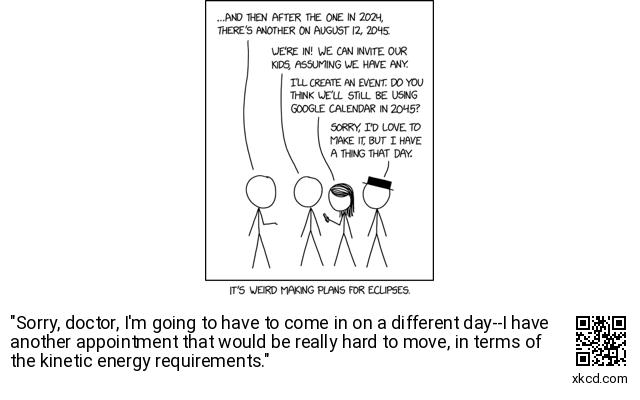 ...AND THEN AFTER THE ONE IN 2024,
THERE'S ANOTHER ON AUGUST 12, 2045.
WE'RE IN! WE CAN INVITE OUR
KIDS, ASSUMING WE HAVE ANY.
I'LL CREATE AN EVENT. DO YOU
THINK WE'LL STILL BE USING
GOOGLE CALENDAR IN 2045?
SORRY, I'D LOVE TO
MAKE IT, BUT I HAVE
A THING THAT DAY.
IT'S WEIRD MAKING PLANS FOR ECLIPSES.
"Sorry, doctor, I'm going to have to come in on a different day--I have
another appointment that would be really hard to move, in terms of
the kinetic energy requirements."
xkcd.com